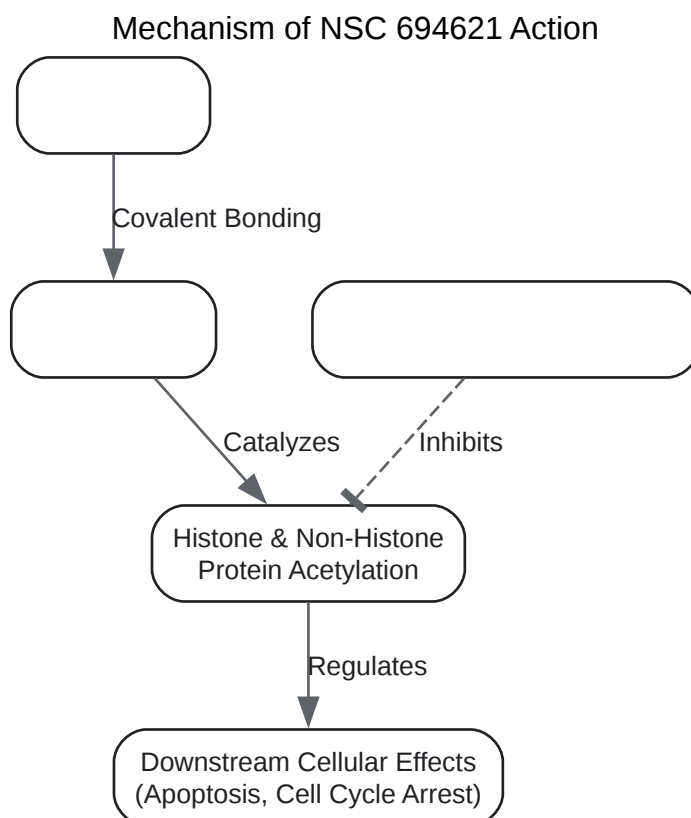 Mechanism of NSC 694621 Action
Covalent Bonding
Catalyzes
Inhibits
Histone & Non-Histone
Protein Acetylation
Regulates
Downstream Cellular Effects
(Apoptosis, Cell Cycle Arrest)